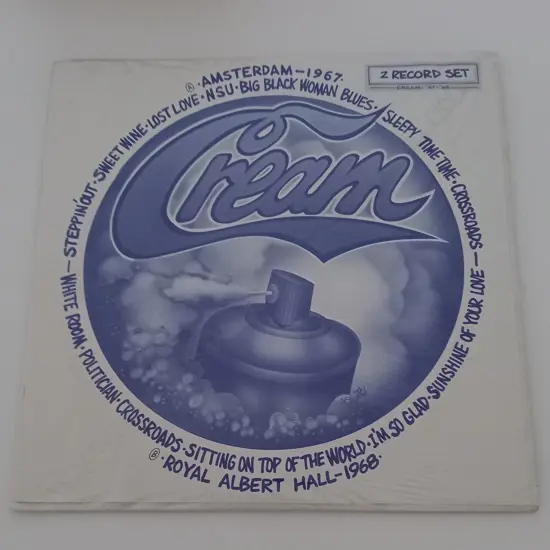 2 RECORD SET
Ⓐ · AMSTERDAM — 1967 ·
STEPPIN' OUT · SWEET WINE · LOST LOVE · NSU · BIG BLACK WOMAN BLUES · SLEEPY TIME TIME · CROSSROADS —
Cream
WHITE ROOM · POLITICIAN · CROSSROADS · SITTING ON TOP OF THE WORLD · I'M SO GLAD · SUNSHINE OF YOUR LOVE
Ⓑ · ROYAL ALBERT HALL — 1968 ·